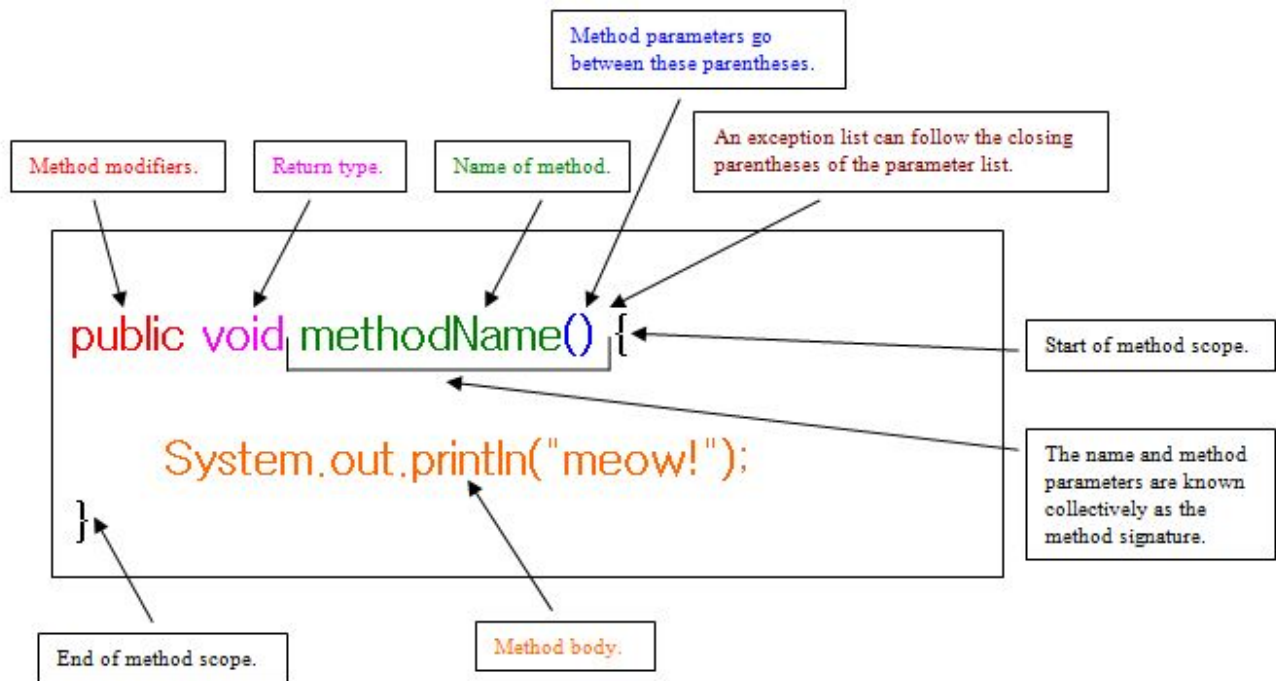 Method parameters go
between these parentheses.
An exception list can follow the closing
parentheses of the parameter list.
Method modifiers.
Return type.
Name of method.
public void methodName() {
Start of method scope.
System.out.println("meow!");
The name and method
parameters are known
collectively as the
method signature.
}
End of method scope.
Method body.